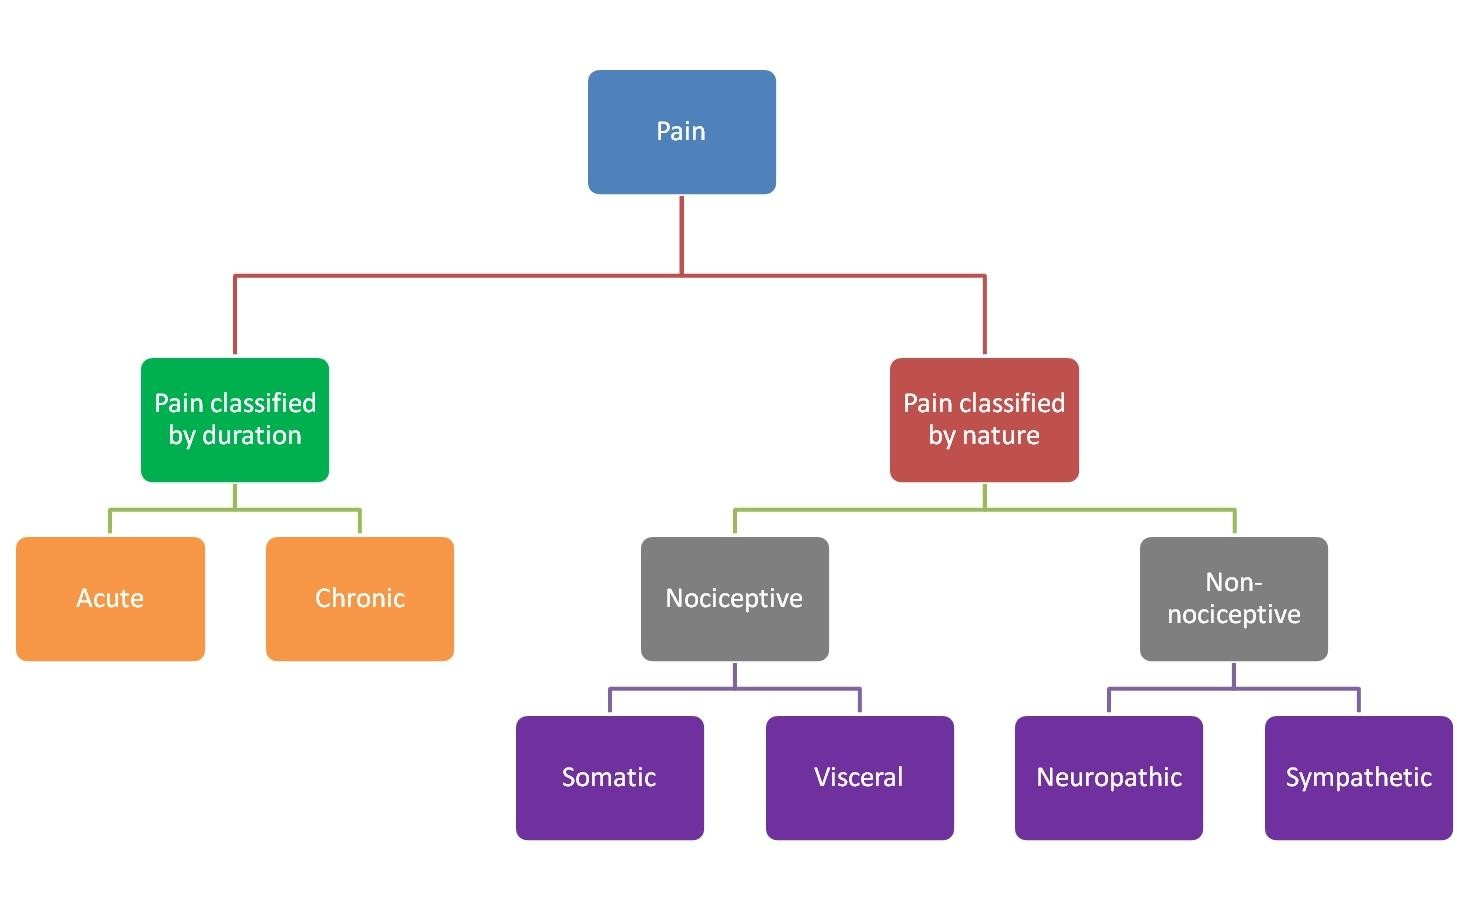 Pain
Pain classified
by duration
Pain classified
by nature
Acute
Chronic
Nociceptive
Non-
nociceptive
Somatic
Visceral
Neuropathic
Sympathetic